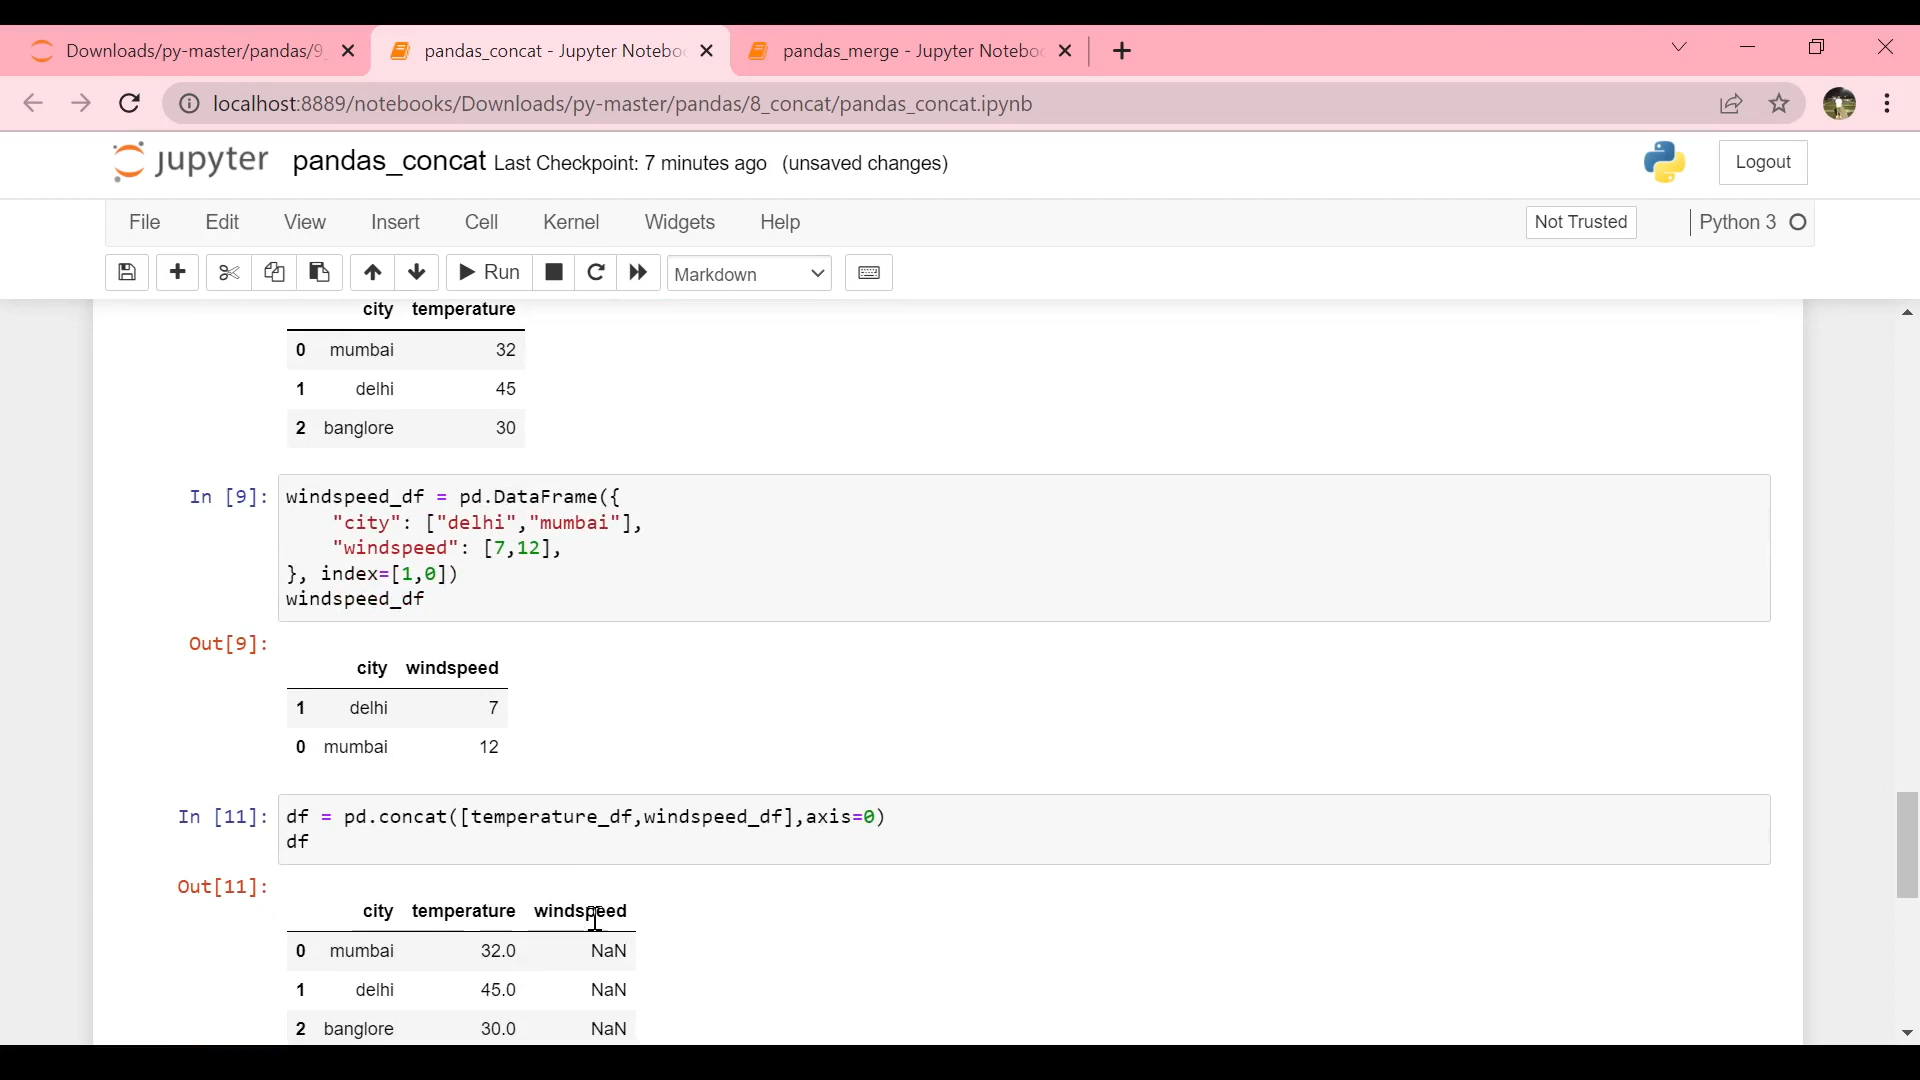 Downloads/py-master/pandas/9_
pandas_concat - Jupyter Notebo
pandas_merge - Jupyter Notebo
localhost:8889/notebooks/Downloads/py-master/pandas/8_concat/pandas_concat.ipynb
jupyter pandas_concat Last Checkpoint: 7 minutes ago (unsaved changes) Logout
File Edit View Insert Cell Kernel Widgets Help Not Trusted Python 3
Run Markdown
city temperature
0 mumbai 32
1 delhi 45
2 banglore 30
In [9]: windspeed_df = pd.DataFrame({
"city": ["delhi","mumbai"],
"windspeed": [7,12],
}, index=[1,0])
windspeed_df
Out[9]:
city windspeed
1 delhi 7
0 mumbai 12
In [11]: df = pd.concat([temperature_df,windspeed_df],axis=0)
df
Out[11]:
city temperature windspeed
0 mumbai 32.0 NaN
1 delhi 45.0 NaN
2 banglore 30.0 NaN